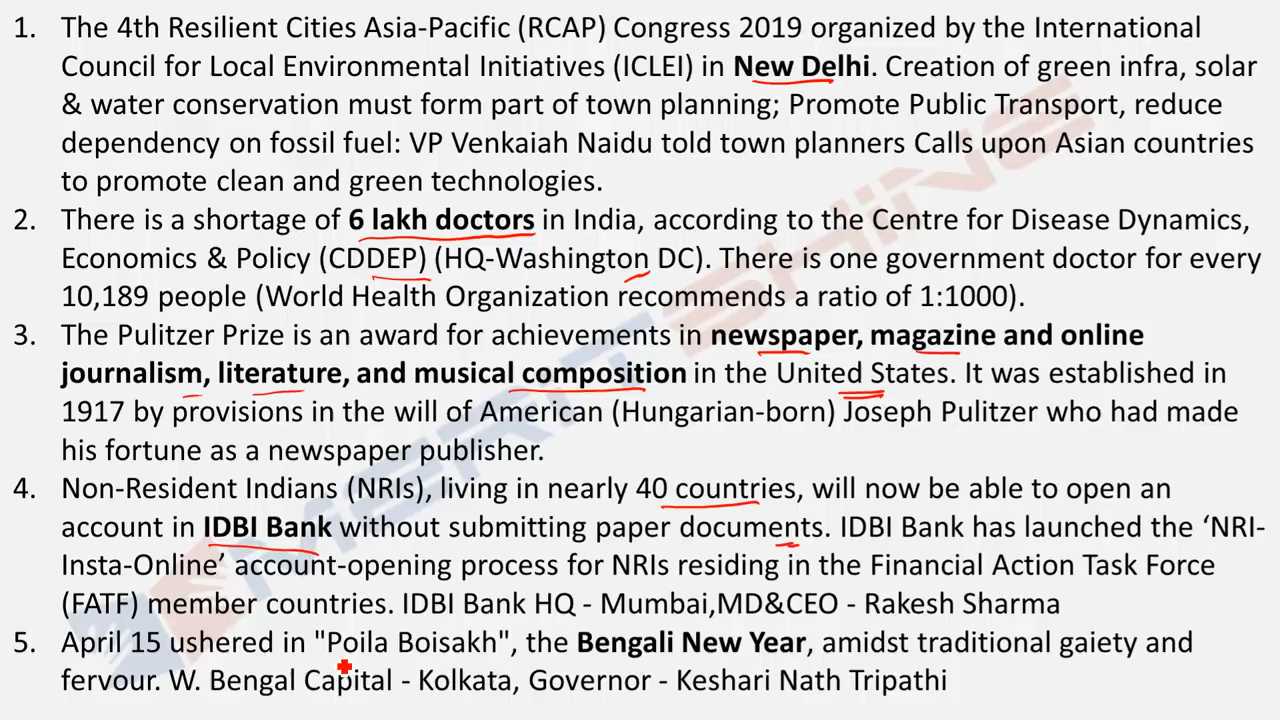 1. The 4th Resilient Cities Asia-Pacific (RCAP) Congress 2019 organized by the International
Council for Local Environmental Initiatives (ICLEI) in New Delhi. Creation of green infra, solar
& water conservation must form part of town planning; Promote Public Transport, reduce
dependency on fossil fuel: VP Venkaiah Naidu told town planners Calls upon Asian countries
to promote clean and green technologies.
2. There is a shortage of 6 lakh doctors in India, according to the Centre for Disease Dynamics,
Economics & Policy (CDDEP) (HQ-Washington DC). There is one government doctor for every
10,189 people (World Health Organization recommends a ratio of 1:1000).
3. The Pulitzer Prize is an award for achievements in newspaper, magazine and online
journalism, literature, and musical composition in the United States. It was established in
1917 by provisions in the will of American (Hungarian-born) Joseph Pulitzer who had made
his fortune as a newspaper publisher.
4. Non-Resident Indians (NRIs), living in nearly 40 countries, will now be able to open an
account in IDBI Bank without submitting paper documents. IDBI Bank has launched the ‘NRI-
Insta-Online’ account-opening process for NRIs residing in the Financial Action Task Force
(FATF) member countries. IDBI Bank HQ - Mumbai,MD&CEO - Rakesh Sharma
5. April 15 ushered in "Poila Boisakh", the Bengali New Year, amidst traditional gaiety and
fervour. W. Bengal Capital - Kolkata, Governor - Keshari Nath Tripathi
MERIT SHINE